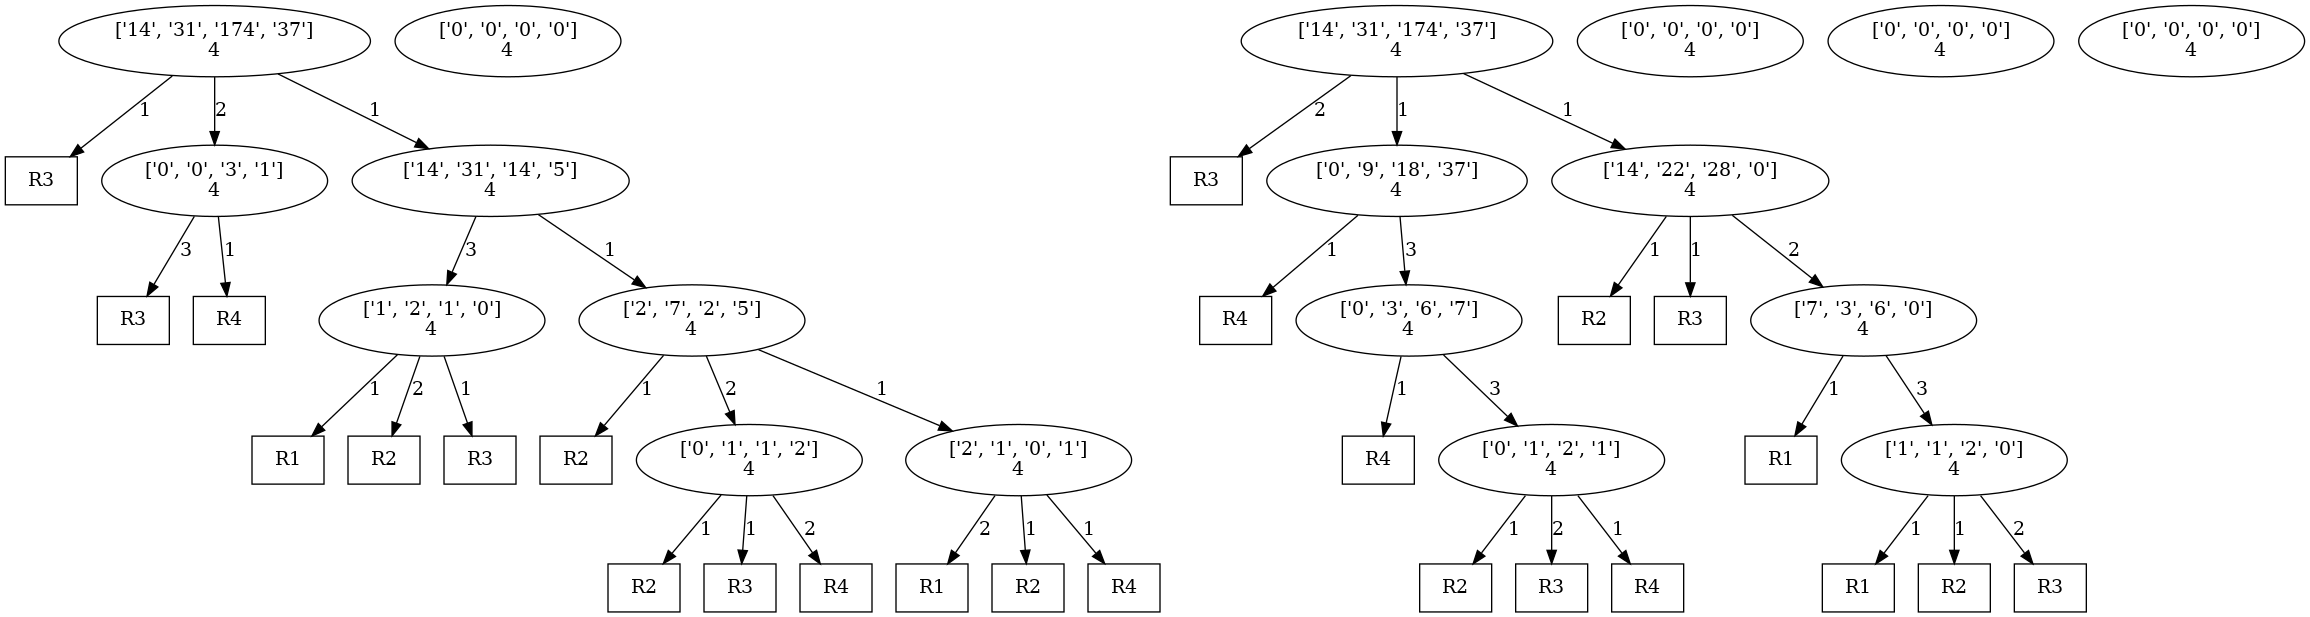 ['14', '31', '174', '37']
4
['0', '0', '0', '0']
4
['14', '31', '174', '37']
4
['0', '0', '0', '0']
4
['0', '0', '0', '0']
4
['0', '0', '0', '0']
4
1
2
1
2
1
1
R3
['0', '0', '3', '1']
4
['14', '31', '14', '5']
4
R3
['0', '9', '18', '37']
4
['14', '22', '28', '0']
4
3
1
3
1
1
3
1
1
2
R3
R4
['1', '2', '1', '0']
4
['2', '7', '2', '5']
4
R4
['0', '3', '6', '7']
4
R2
R3
['7', '3', '6', '0']
4
1
2
1
1
2
1
1
3
1
3
R1
R2
R3
R2
['0', '1', '1', '2']
4
['2', '1', '0', '1']
4
R4
['0', '1', '2', '1']
4
R1
['1', '1', '2', '0']
4
1
1
2
2
1
1
1
2
1
1
1
2
R2
R3
R4
R1
R2
R4
R2
R3
R4
R1
R2
R3